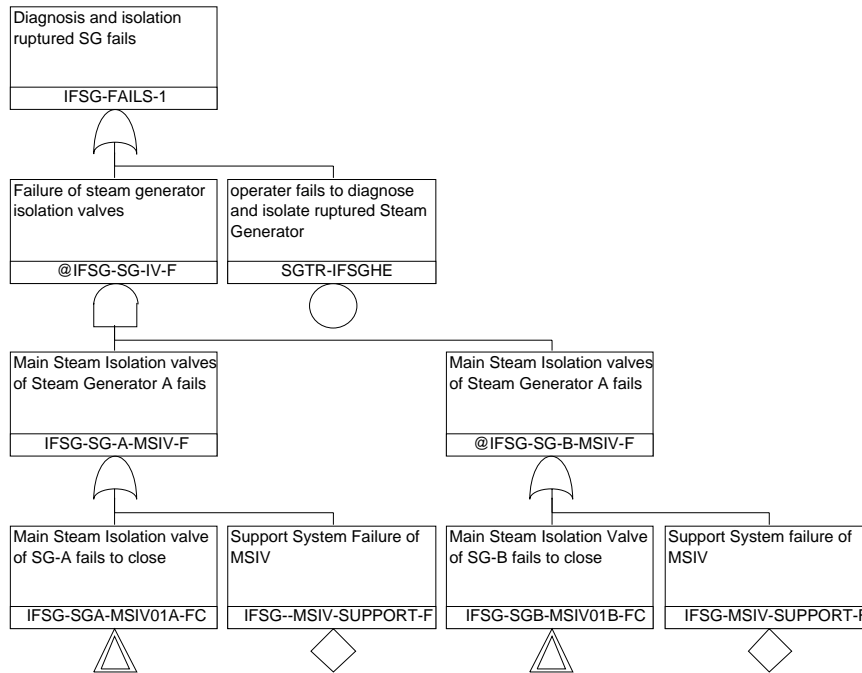 Diagnosis and isolation
ruptured SG fails
IFSG-FAILS-1
Failure of steam generator
isolation valves
@IFSG-SG-IV-F
operater fails to diagnose
and isolate ruptured Steam
Generator
SGTR-IFSGHE
Main Steam Isolation valves
of Steam Generator A fails
IFSG-SG-A-MSIV-F
Main Steam Isolation valves
of Steam Generator A fails
@IFSG-SG-B-MSIV-F
Main Steam Isolation valve
of SG-A fails to close
IFSG-SGA-MSIV01A-FC
Support System Failure of
MSIV
IFSG--MSIV-SUPPORT-F
Main Steam Isolation Valve
of SG-B fails to close
IFSG-SGB-MSIV01B-FC
Support System failure of
MSIV
IFSG-MSIV-SUPPORT-F